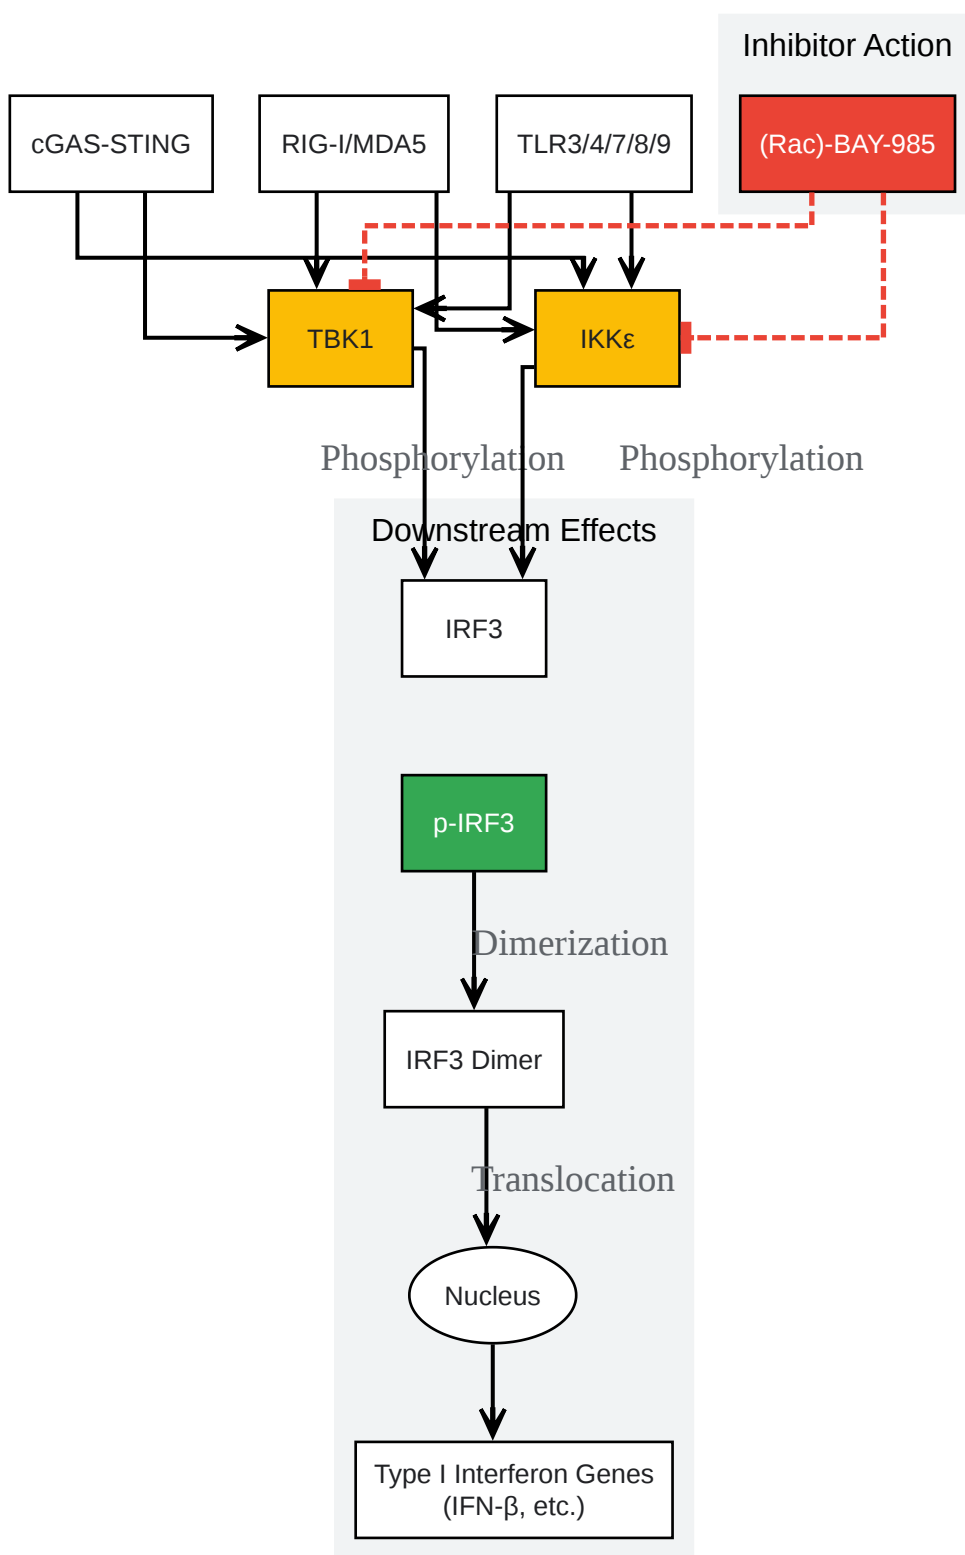 Inhibitor Action
cGAS-STING
RIG-I/MDA5
TLR3/4/7/8/9
(Rac)-BAY-985
TBK1
IKKε
Phosphorylation
Phosphorylation
Downstream Effects
IRF3
p-IRF3
Dimerization
IRF3 Dimer
Translocation
Nucleus
Type I Interferon Genes
(IFN-β, etc.)